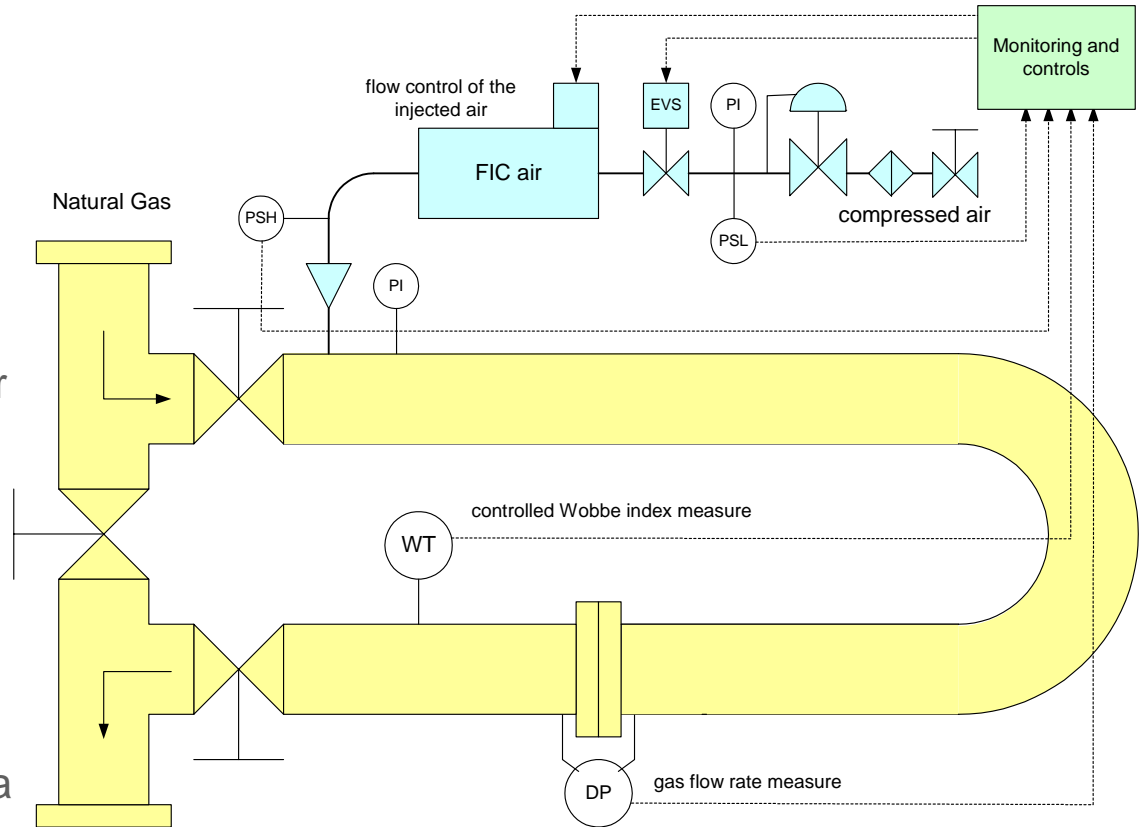 Monitoring and
controls
flow control of the
injected air
EVS
PI
FIC air
Natural Gas
PSH
compressed air
PSL
PI
r
controlled Wobbe index measure
WT
a
gas flow rate measure
DP